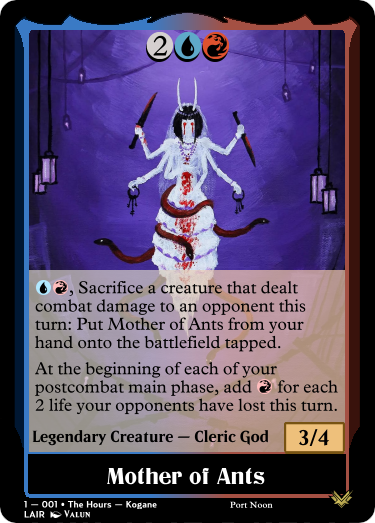 2
, Sacrifice a creature that dealt
combat damage to an opponent this
turn: Put Mother of Ants from your
hand onto the battlefield tapped.
At the beginning of each of your
postcombat main phase, add for each
2 life your opponents have lost this turn.
Legendary Creature — Cleric God 3/4
Mother of Ants
1 — 001 • The Hours — Kogane Port Noon
LAIR Valun